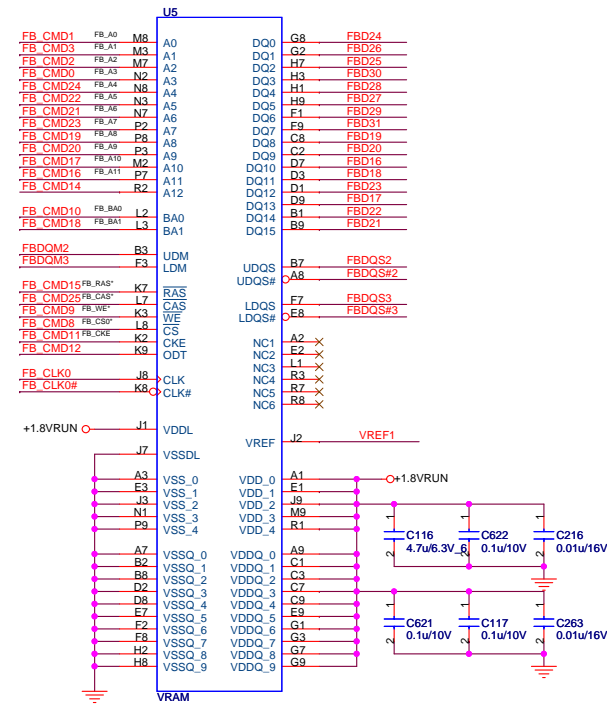 U5
FB_CMD1 FB_A0 M8 A0 DQ0 G8 FBD24
FB_CMD3 FB_A1 M3 A1 DQ1 G2 FBD26
FB_CMD2 FB_A2 M7 A2 DQ2 H7 FBD25
FB_CMD0 FB_A3 N2 A3 DQ3 H3 FBD30
FB_CMD24 FB_A4 N8 A4 DQ4 H1 FBD28
FB_CMD22 FB_A5 N3 A5 DQ5 H9 FBD27
FB_CMD21 FB_A6 N7 A6 DQ6 F1 FBD29
FB_CMD23 FB_A7 P2 A7 DQ7 F9 FBD31
FB_CMD19 FB_A8 P8 A8 DQ8 C8 FBD19
FB_CMD20 FB_A9 P3 A9 DQ9 C2 FBD20
FB_CMD17 FB_A10 M2 A10 DQ10 D7 FBD16
FB_CMD16 FB_A11 P7 A11 DQ11 D3 FBD18
FB_CMD14 R2 A12 DQ12 D1 FBD23
DQ13 D9 FBD17
FB_CMD10 FB_BA0 L2 BA0 DQ14 B1 FBD22
FB_CMD18 FB_BA1 L3 BA1 DQ15 B9 FBD21
FBDQM2 B3 UDM UDQS B7 FBDQS2
FBDQM3 F3 LDM UDQS# A8 FBDQS#2
FB_CMD15 FB_RAS* K7 RAS LDQS F7 FBDQS3
FB_CMD25 FB_CAS* L7 CAS LDQS# E8 FBDQS#3
FB_CMD9 FB_WE* K3 WE
FB_CMD8 FB_CS0* L8 CS
FB_CMD11 FB_CKE K2 CKE NC1 A2
FB_CMD12 K9 ODT NC2 E2
NC3 L1
FB_CLK0 J8 CLK NC4 R3
FB_CLK0# K8 CLK# NC5 R7
NC6 R8
+1.8VRUN J1 VDDL
VREF J2 VREF1
J7 VSSDL
A3 VSS_0 VDD_0 A1 +1.8VRUN
E3 VSS_1 VDD_1 E1
J3 VSS_2 VDD_2 J9
N1 VSS_3 VDD_3 M9
P9 VSS_4 VDD_4 R1
1 1 1
C116 C622 C216
4.7u/6.3V_6 0.1u/10V 0.01u/16V
2 2 2
A7 VSSQ_0 VDDQ_0 A9
B2 VSSQ_1 VDDQ_1 C1
B8 VSSQ_2 VDDQ_2 C3
D2 VSSQ_3 VDDQ_3 C7
D8 VSSQ_4 VDDQ_4 C9
E7 VSSQ_5 VDDQ_5 E9
F2 VSSQ_6 VDDQ_6 G1
F8 VSSQ_7 VDDQ_7 G3
H2 VSSQ_8 VDDQ_8 G7
H8 VSSQ_9 VDDQ_9 G9
1 1 1
C621 C117 C263
0.1u/10V 0.1u/10V 0.01u/16V
2 2 2
VRAM